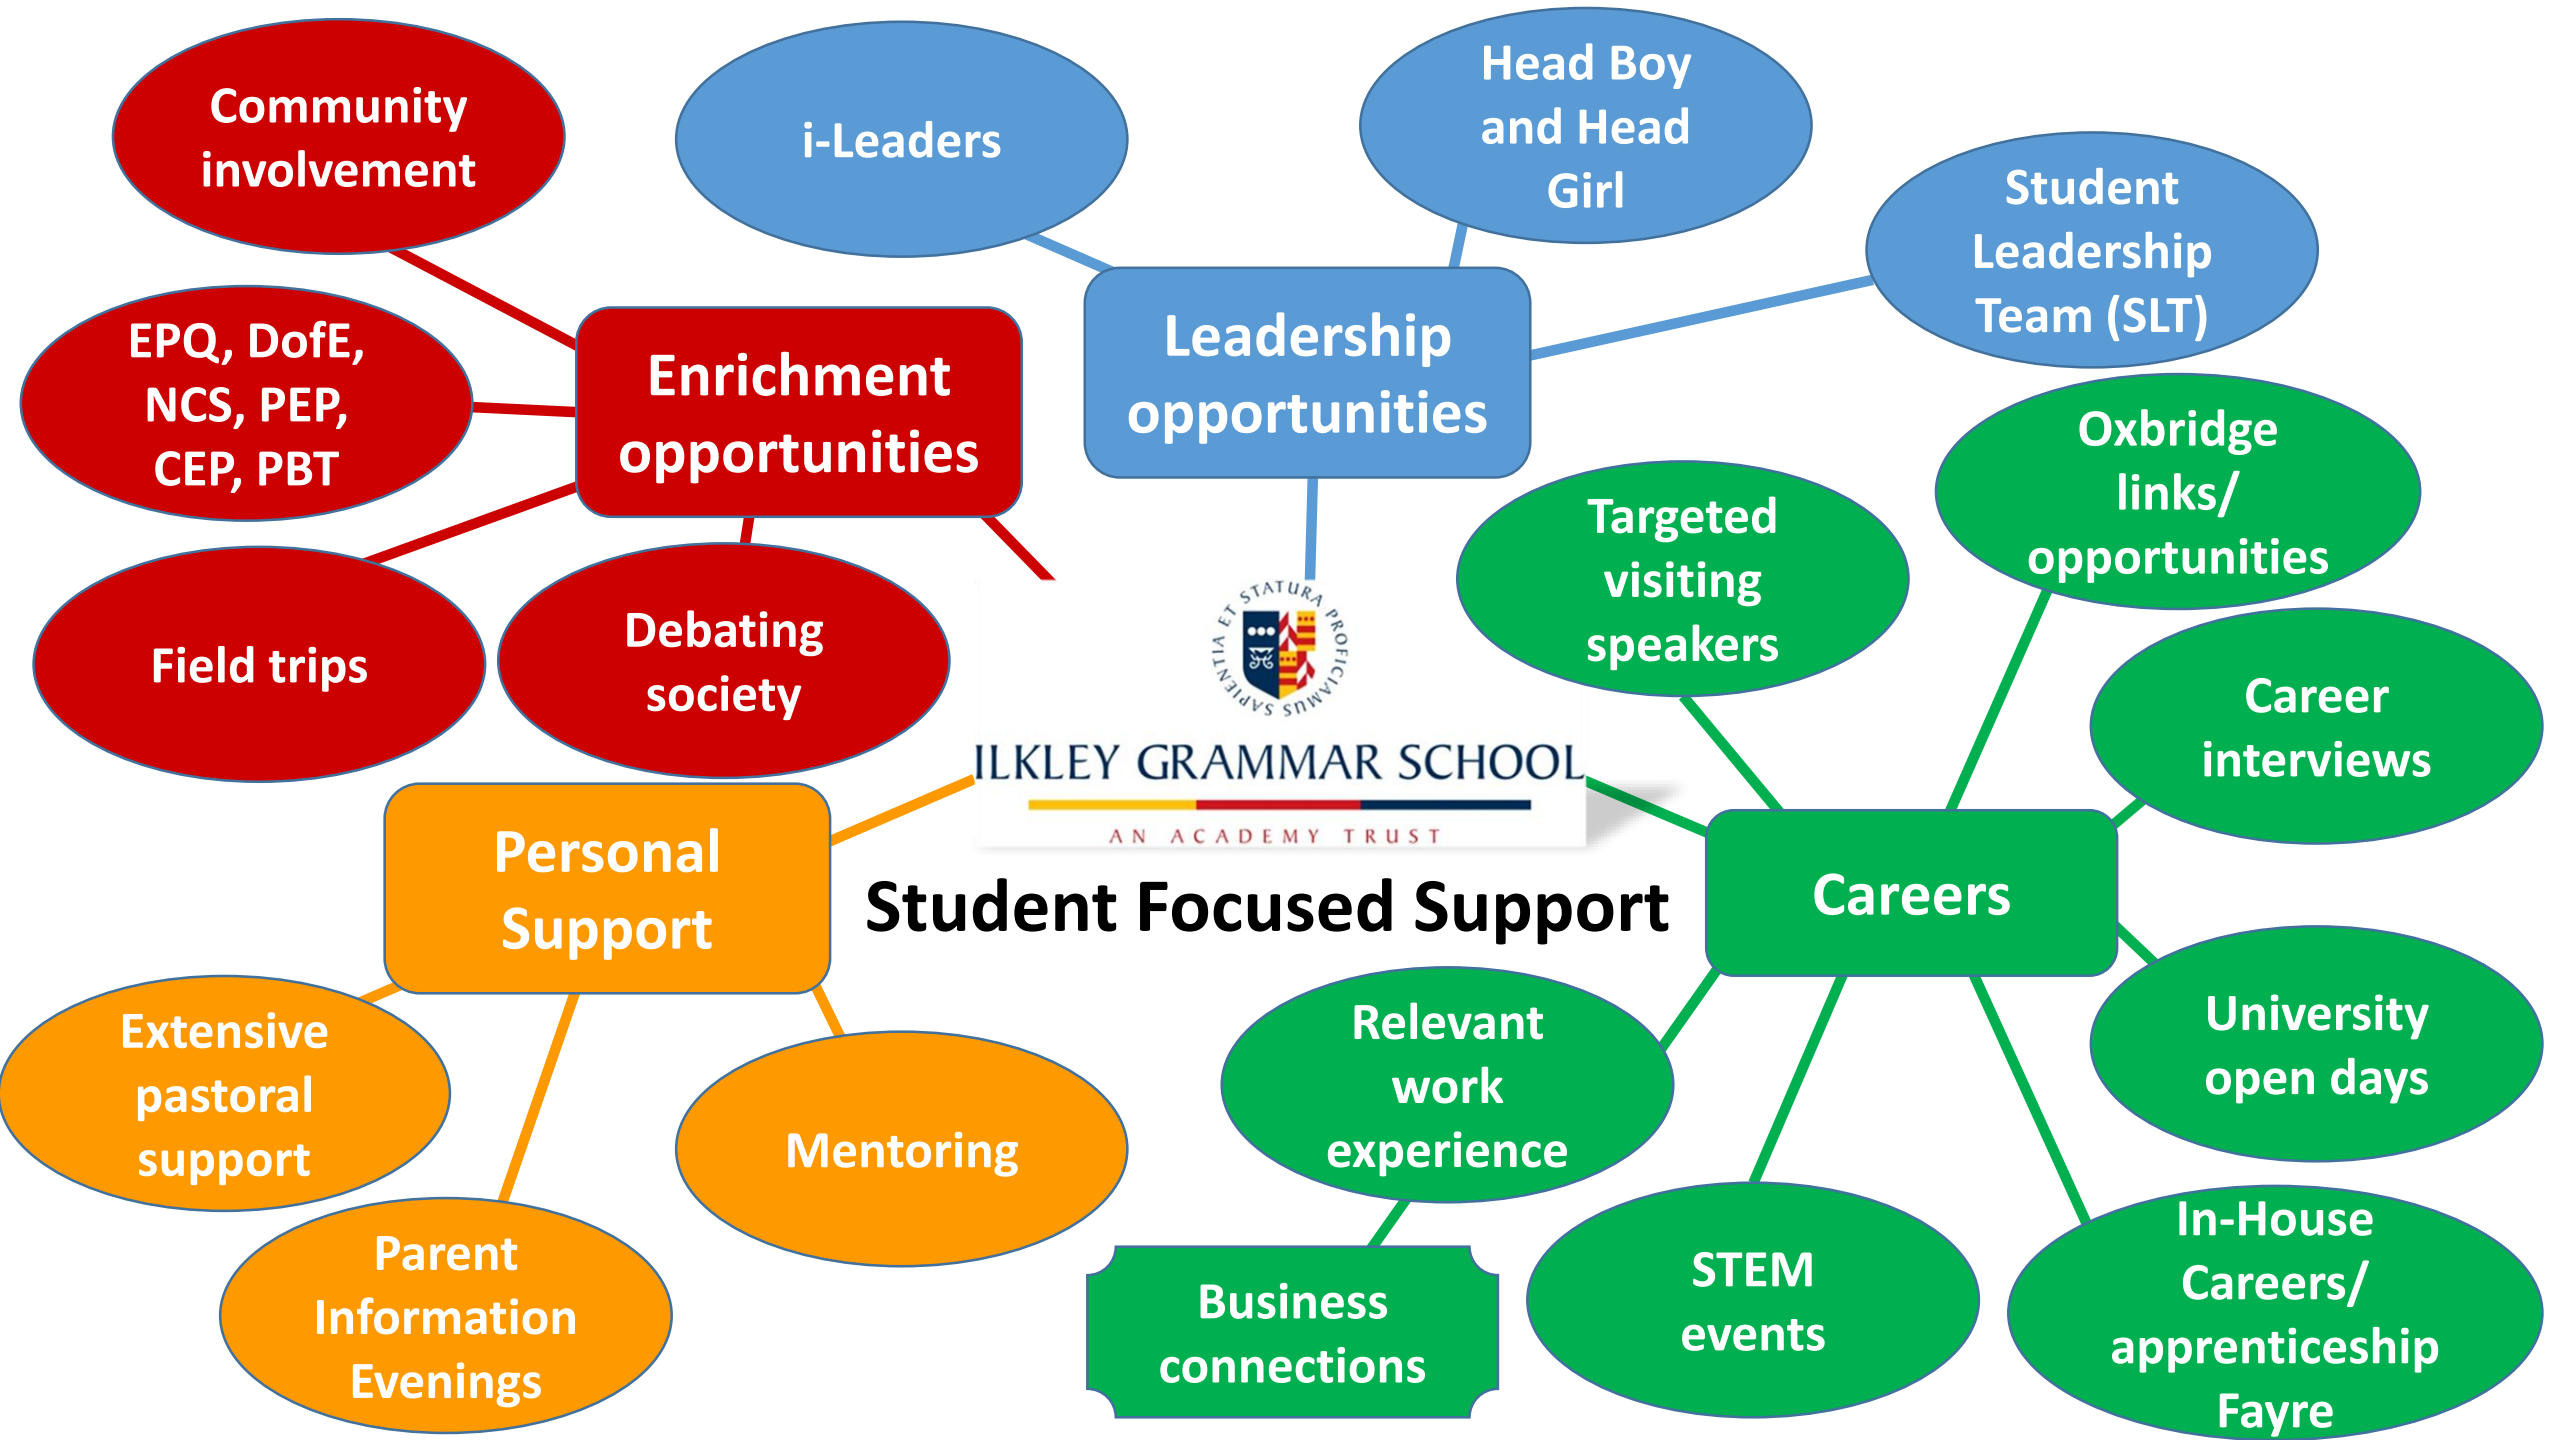 Community
involvement
i-Leaders
Head Boy
and Head
Girl
Student
Leadership
Team (SLT)
EPQ, DofE,
NCS, PEP,
CEP, PBT
Enrichment
opportunities
Leadership
opportunities
Oxbridge
links/
opportunities
Targeted
visiting
speakers
Field trips
Debating
society
SAPIENTIA ET STATURA PROFICIAMUS
ILKLEY GRAMMAR SCHOOL
AN ACADEMY TRUST
Career
interviews
Personal
Support
Student Focused Support
Careers
Extensive
pastoral
support
Mentoring
Parent
Information
Evenings
Relevant
work
experience
University
open days
Business
connections
STEM
events
In-House
Careers/
apprenticeship
Fayre